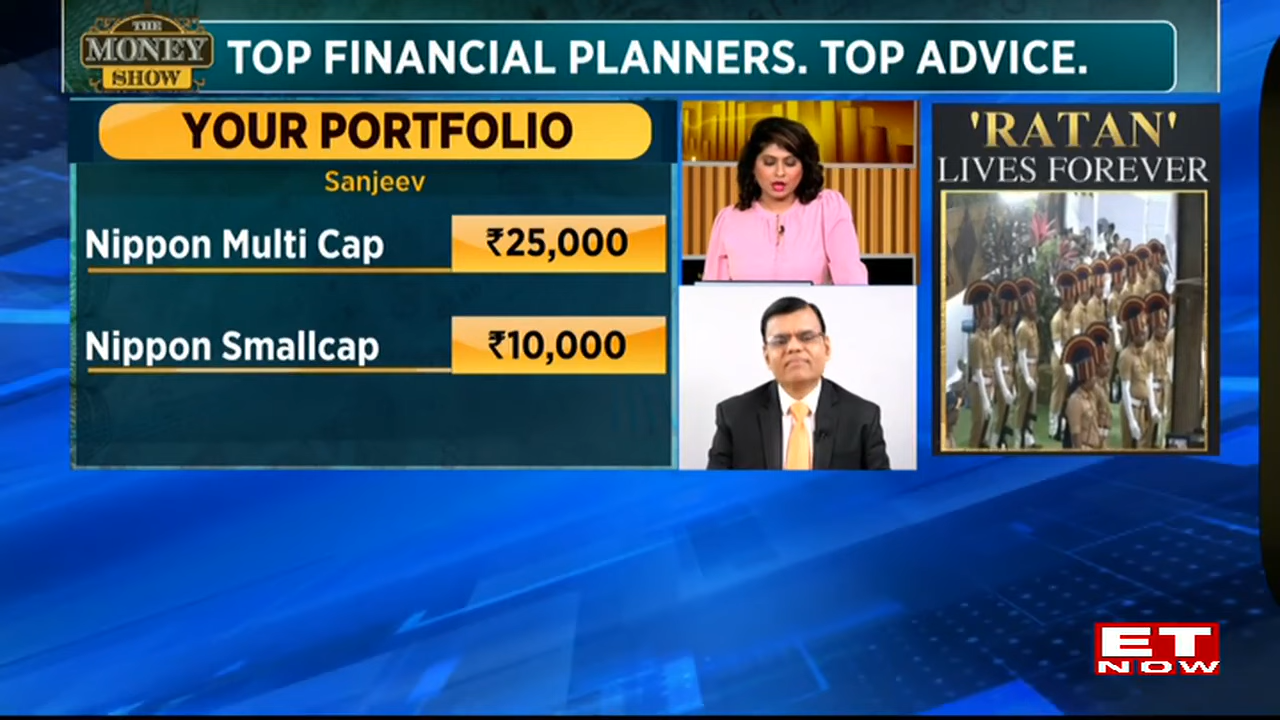 THE
MONEY
SHOW
TOP FINANCIAL PLANNERS. TOP ADVICE.
YOUR PORTFOLIO
Sanjeev
Nippon Multi Cap ₹25,000
Nippon Smallcap ₹10,000
'RATAN'
LIVES FOREVER
ET
NOW